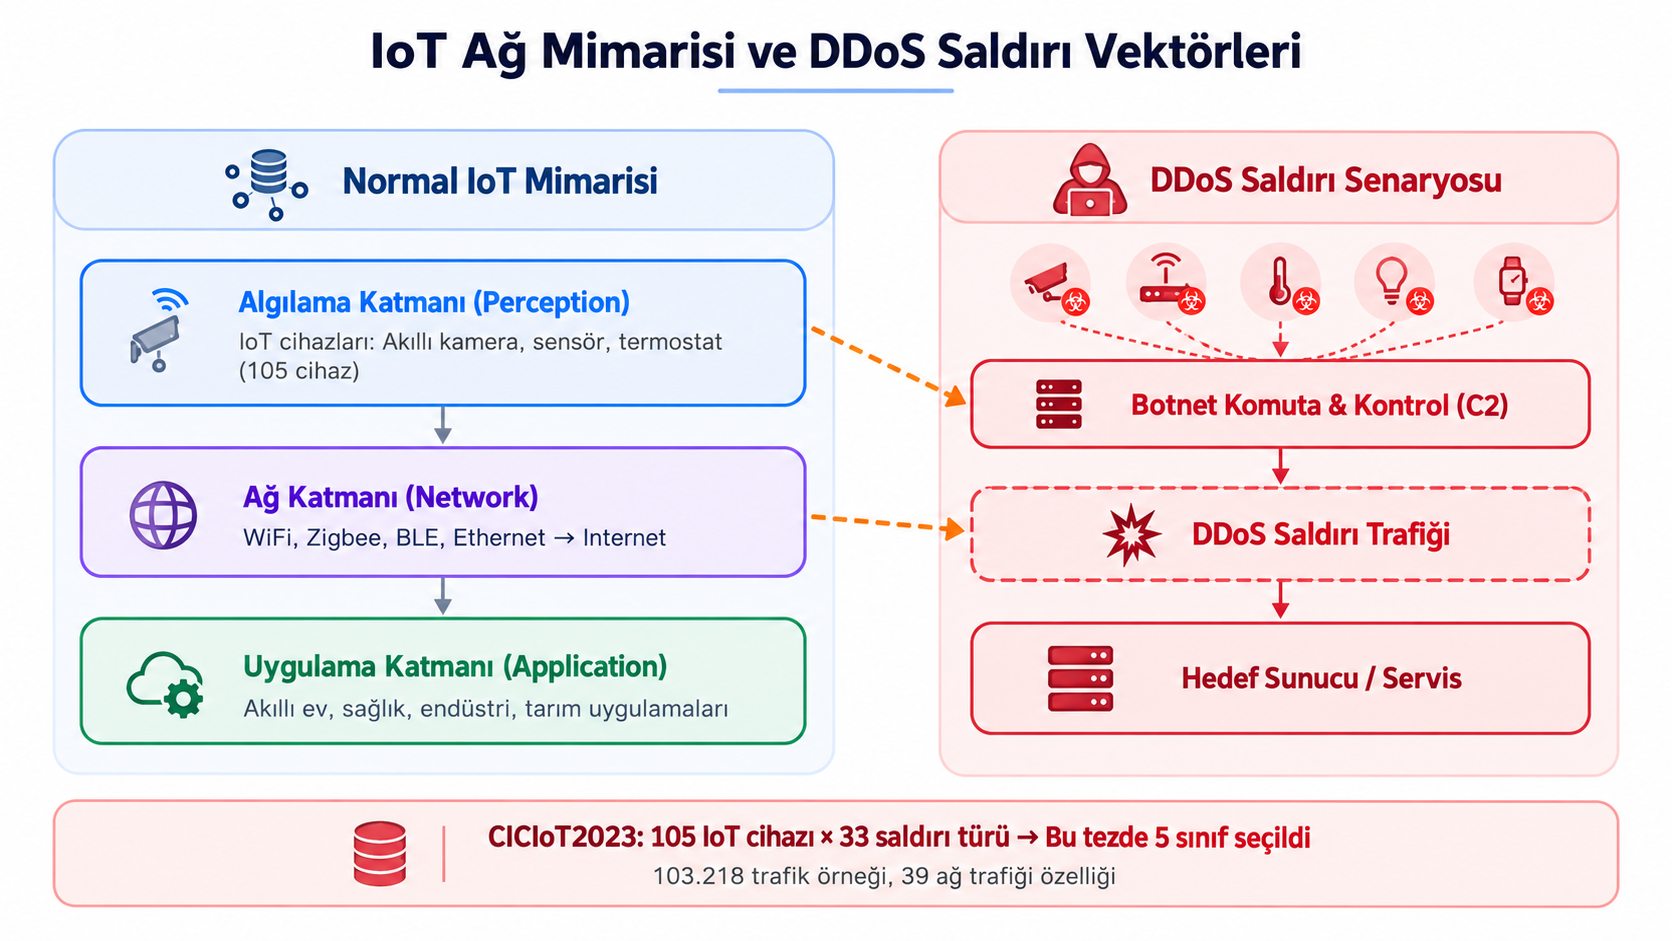 IoT Ağ Mimarisi ve DDoS Saldırı Vektörleri
Normal IoT Mimarisi
Algılama Katmanı (Perception)
IoT cihazları: Akıllı kamera, sensör, termostat
(105 cihaz)
Ağ Katmanı (Network)
WiFi, Zigbee, BLE, Ethernet → Internet
Uygulama Katmanı (Application)
Akıllı ev, sağlık, endüstri, tarım uygulamaları
DDoS Saldırı Senaryosu
Botnet Komuta & Kontrol (C2)
DDoS Saldırı Trafiği
Hedef Sunucu / Servis
CICIoT2023: 105 IoT cihazı × 33 saldırı türü → Bu tezde 5 sınıf seçildi
103.218 trafik örneği, 39 ağ trafiği özelliği